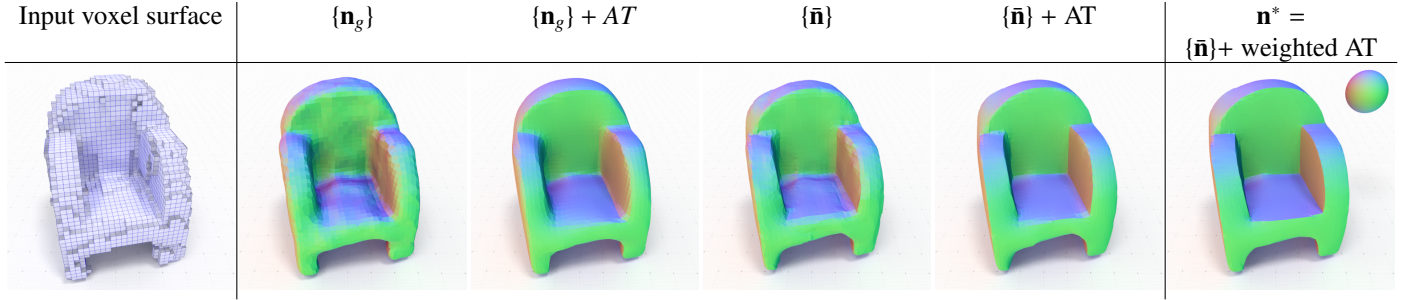 Input voxel surface
{n_g}
{n_g} + AT
{n̄}
{n̄} + AT
n* =
{n̄}+ weighted AT